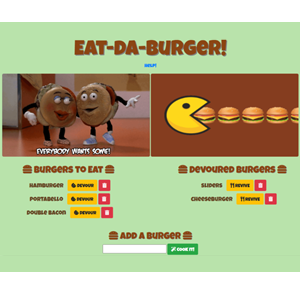 Eat-da-Burger!
EVERYBODY WANTS SOME!
Burgers to Eat
Devoured Burgers
Hamburger Devour
Sliders Revive
Portabello Devour
Cheeseburger Revive
Double Bacon Devour
Add a Burger
Cook it!